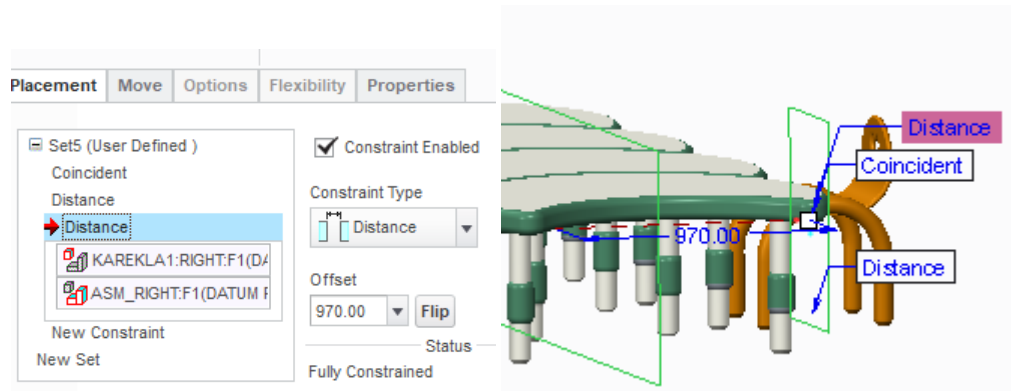 Placement Move Options Flexibility Properties
Set5 (User Defined )
Coincident
Distance
Distance
KAREKLA1:RIGHT:F1(DA
ASM_RIGHT:F1(DATUM F
New Constraint
New Set
Constraint Enabled
Constraint Type
Distance
Offset
970.00 Flip
Status
Fully Constrained
Distance
Coincident
970.00
Distance